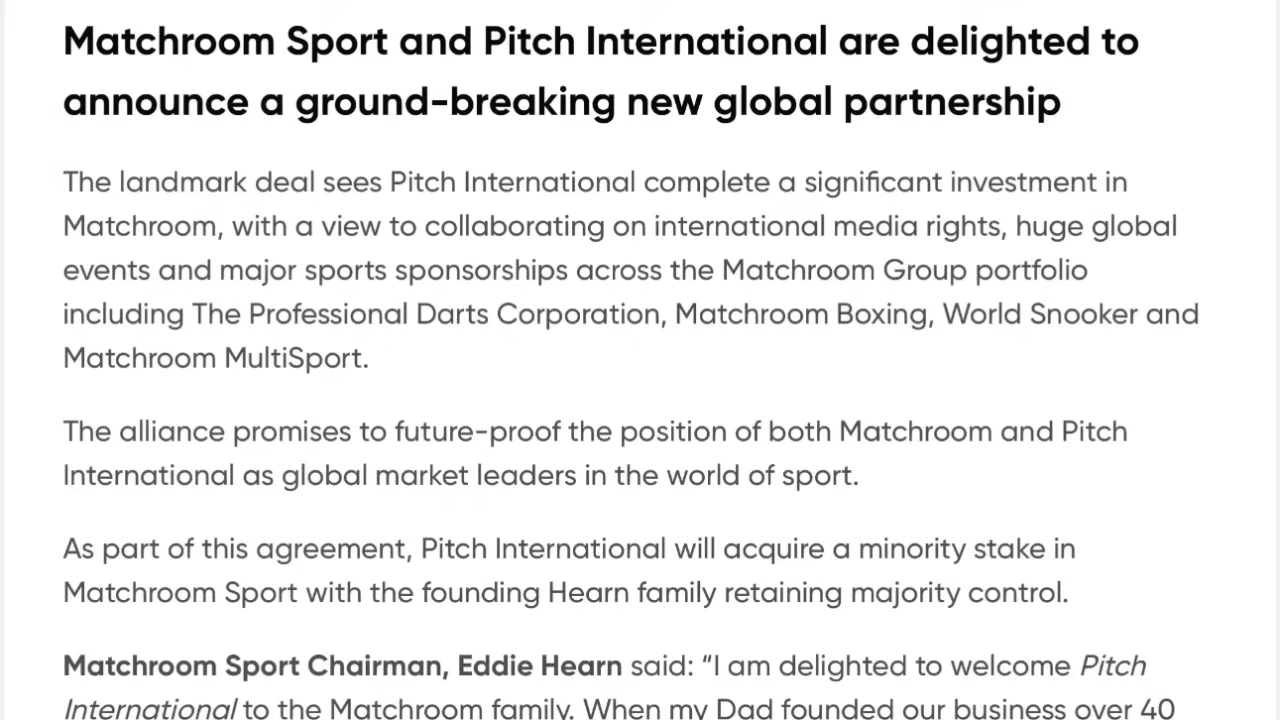 Matchroom Sport and Pitch International are delighted to
announce a ground-breaking new global partnership
The landmark deal sees Pitch International complete a significant investment in
Matchroom, with a view to collaborating on international media rights, huge global
events and major sports sponsorships across the Matchroom Group portfolio
including The Professional Darts Corporation, Matchroom Boxing, World Snooker and
Matchroom MultiSport.
The alliance promises to future-proof the position of both Matchroom and Pitch
International as global market leaders in the world of sport.
As part of this agreement, Pitch International will acquire a minority stake in
Matchroom Sport with the founding Hearn family retaining majority control.
Matchroom Sport Chairman, Eddie Hearn said: “I am delighted to welcome Pitch
International to the Matchroom family. When my Dad founded our business over 40